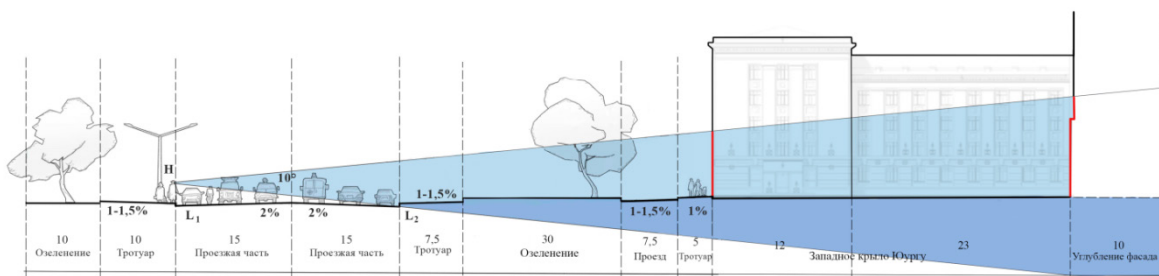 H
10°
1-1,5%
1-1,5%
L1
2%
2%
L2
1-1,5%
1%
10
Озеленение
10
Тротуар
15
Проезжая часть
15
Проезжая часть
7,5
Тротуар
30
Озеленение
7,5
Проезд
5
Тротуар
12
Западное крыло Юургу
23
10
Углубление фасада